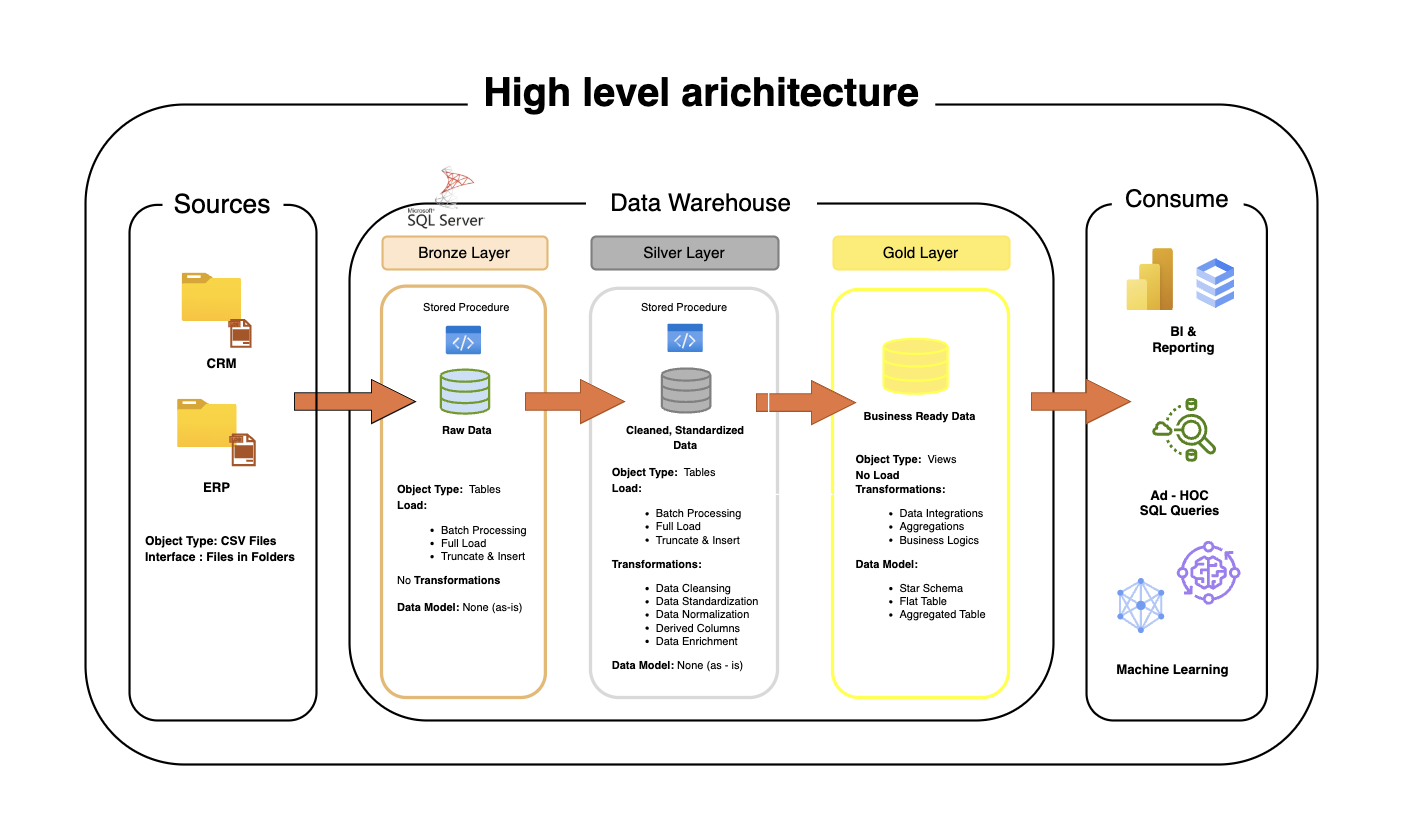 High level arichitecture
Sources
CRM
ERP
Object Type: CSV Files
Interface : Files in Folders
Microsoft®
SQL Server
Data Warehouse
Bronze Layer
Stored Procedure
</>
Raw Data
Object Type: Tables
Load:
• Batch Processing
• Full Load
• Truncate & Insert
No Transformations
Data Model: None (as-is)
Silver Layer
Stored Procedure
</>
Cleaned, Standardized
Data
Object Type: Tables
Load:
• Batch Processing
• Full Load
• Truncate & Insert
Transformations:
• Data Cleansing
• Data Standardization
• Data Normalization
• Derived Columns
• Data Enrichment
Data Model: None (as - is)
Gold Layer
Business Ready Data
Object Type: Views
No Load
Transformations:
• Data Integrations
• Aggregations
• Business Logics
Data Model:
• Star Schema
• Flat Table
• Aggregated Table
Consume
BI &
Reporting
Ad - HOC
SQL Queries
Machine Learning